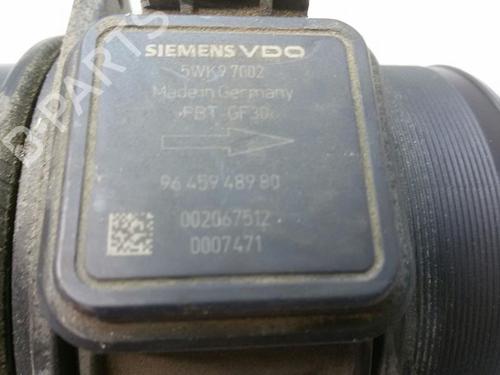 SIEMENS VDO
5WK9 7002
Made in Germany
>PBT-GF30<
96 459 489 80
002067512
0007471